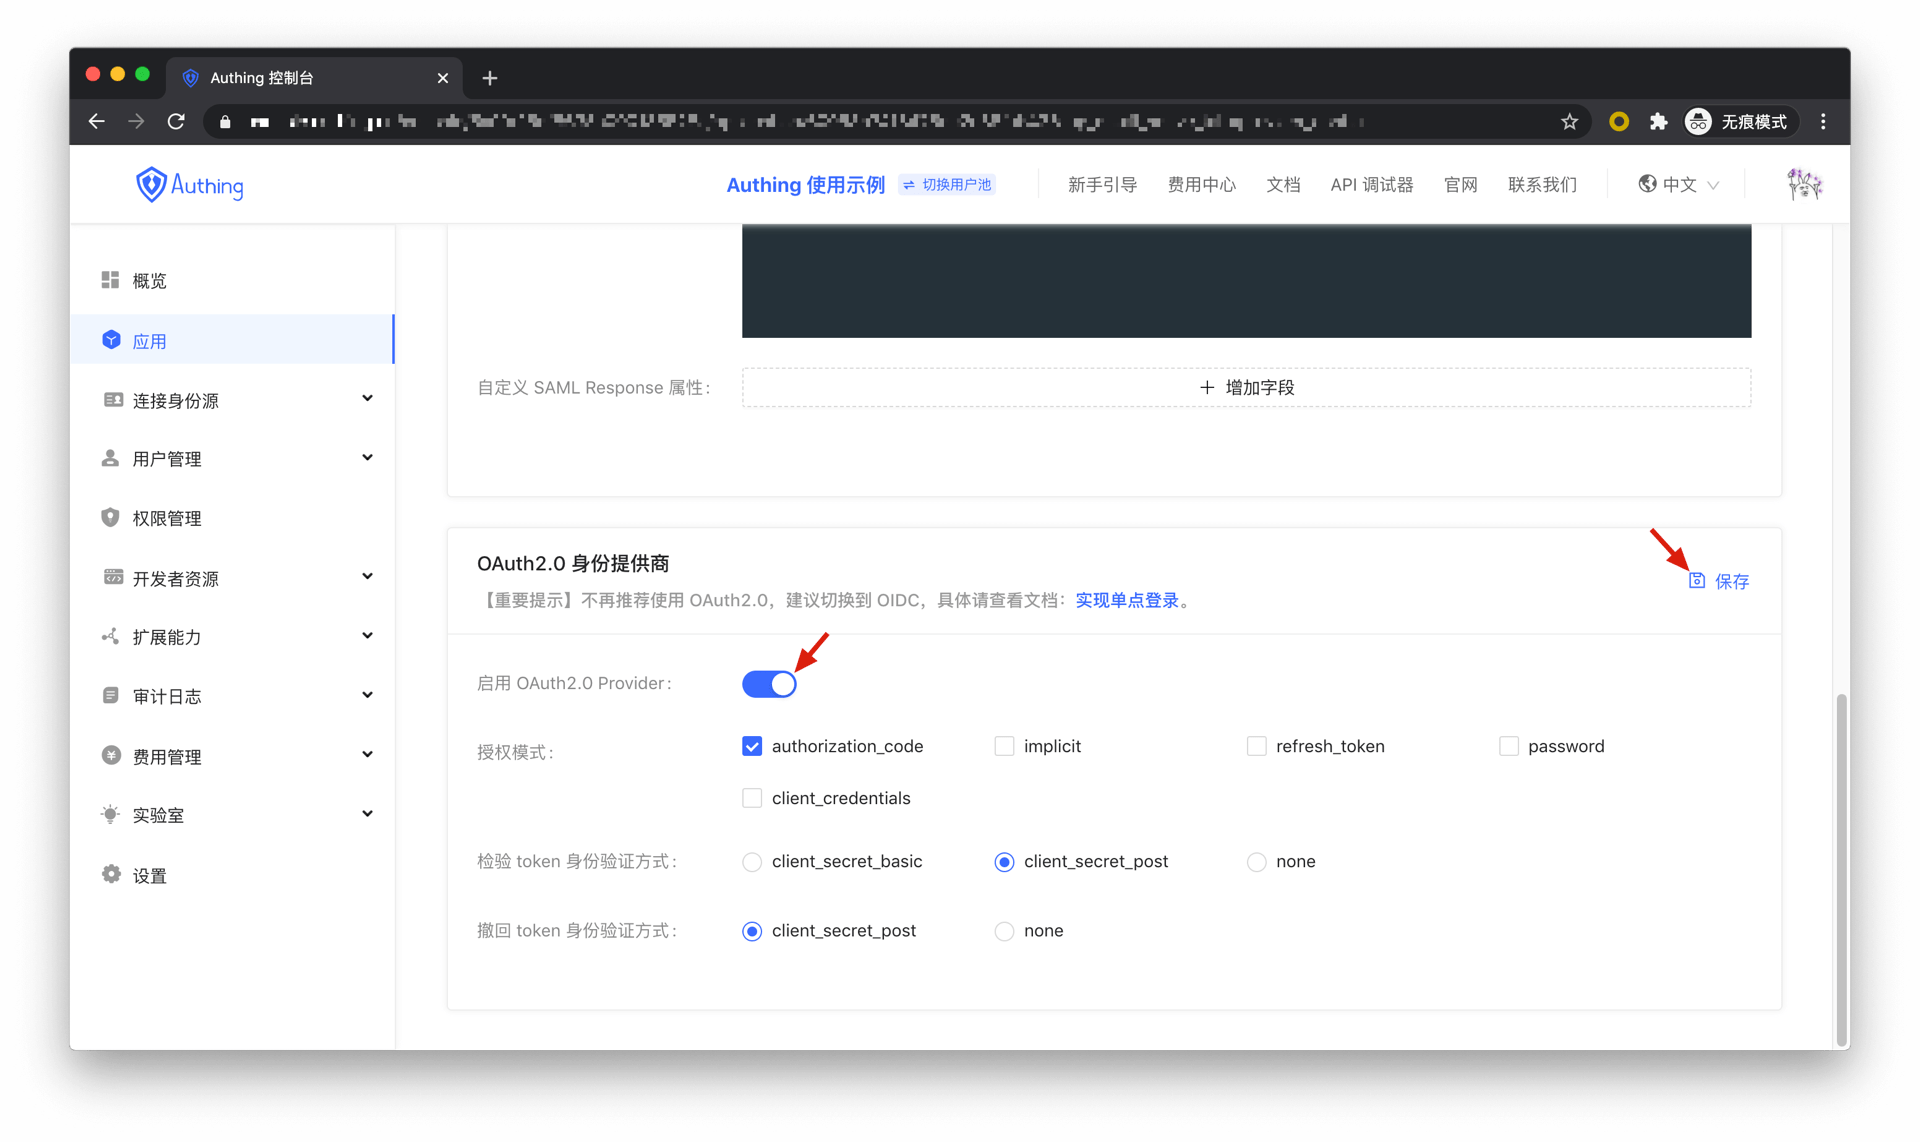 Authing 控制台
无痕模式
Authing
Authing 使用示例
切换用户池
新手引导
费用中心
文档
API 调试器
官网
联系我们
中文
概览
应用
连接身份源
用户管理
权限管理
开发者资源
扩展能力
审计日志
费用管理
实验室
设置
自定义 SAML Response 属性：
+ 增加字段
OAuth2.0 身份提供商
【重要提示】不再推荐使用 OAuth2.0，建议切换到 OIDC，具体请查看文档：实现单点登录。
保存
启用 OAuth2.0 Provider：
授权模式：
authorization_code
implicit
refresh_token
password
client_credentials
检验 token 身份验证方式：
client_secret_basic
client_secret_post
none
撤回 token 身份验证方式：
client_secret_post
none